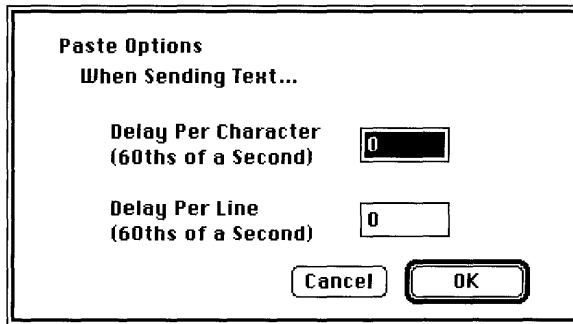 Paste Options
When Sending Text...
Delay Per Character
(60ths of a Second)
0
Delay Per Line
(60ths of a Second)
0
Cancel
OK